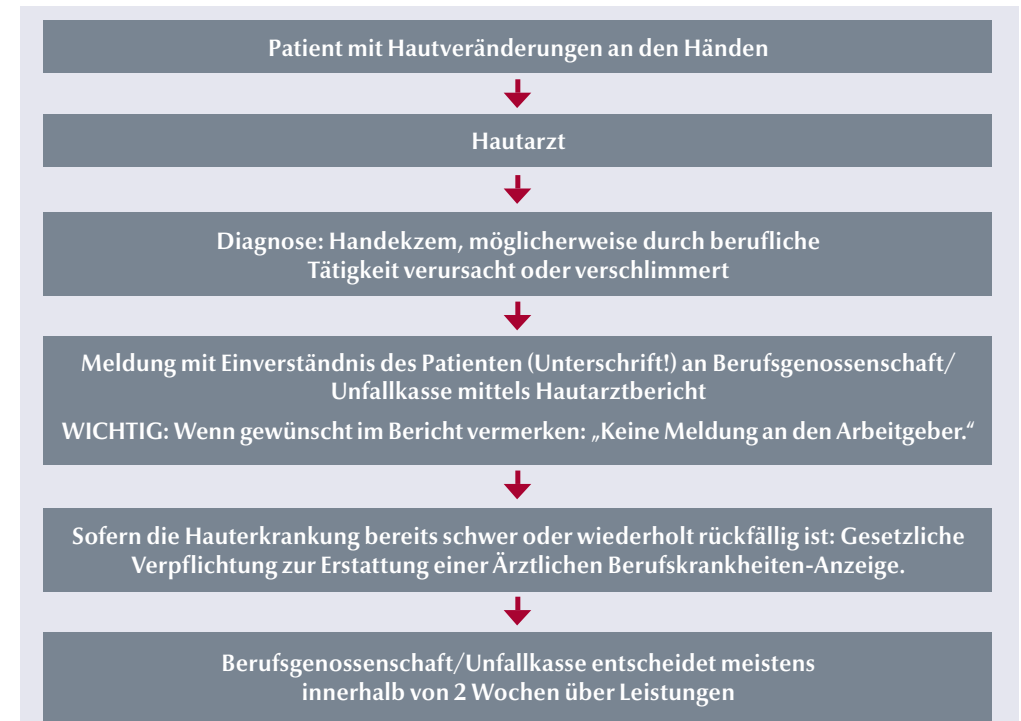 Patient mit Hautveränderungen an den Händen
Hautarzt
Diagnose: Handekzem, möglicherweise durch berufliche
Tätigkeit verursacht oder verschlimmert
Meldung mit Einverständnis des Patienten (Unterschrift!) an Berufsgenossenschaft/
Unfallkasse mittels Hautarztbericht
WICHTIG: Wenn gewünscht im Bericht vermerken: „Keine Meldung an den Arbeitgeber.“
Sofern die Hauterkrankung bereits schwer oder wiederholt rückfällig ist: Gesetzliche
Verpflichtung zur Erstattung einer Ärztlichen Berufskrankheiten-Anzeige.
Berufsgenossenschaft/Unfallkasse entscheidet meistens
innerhalb von 2 Wochen über Leistungen